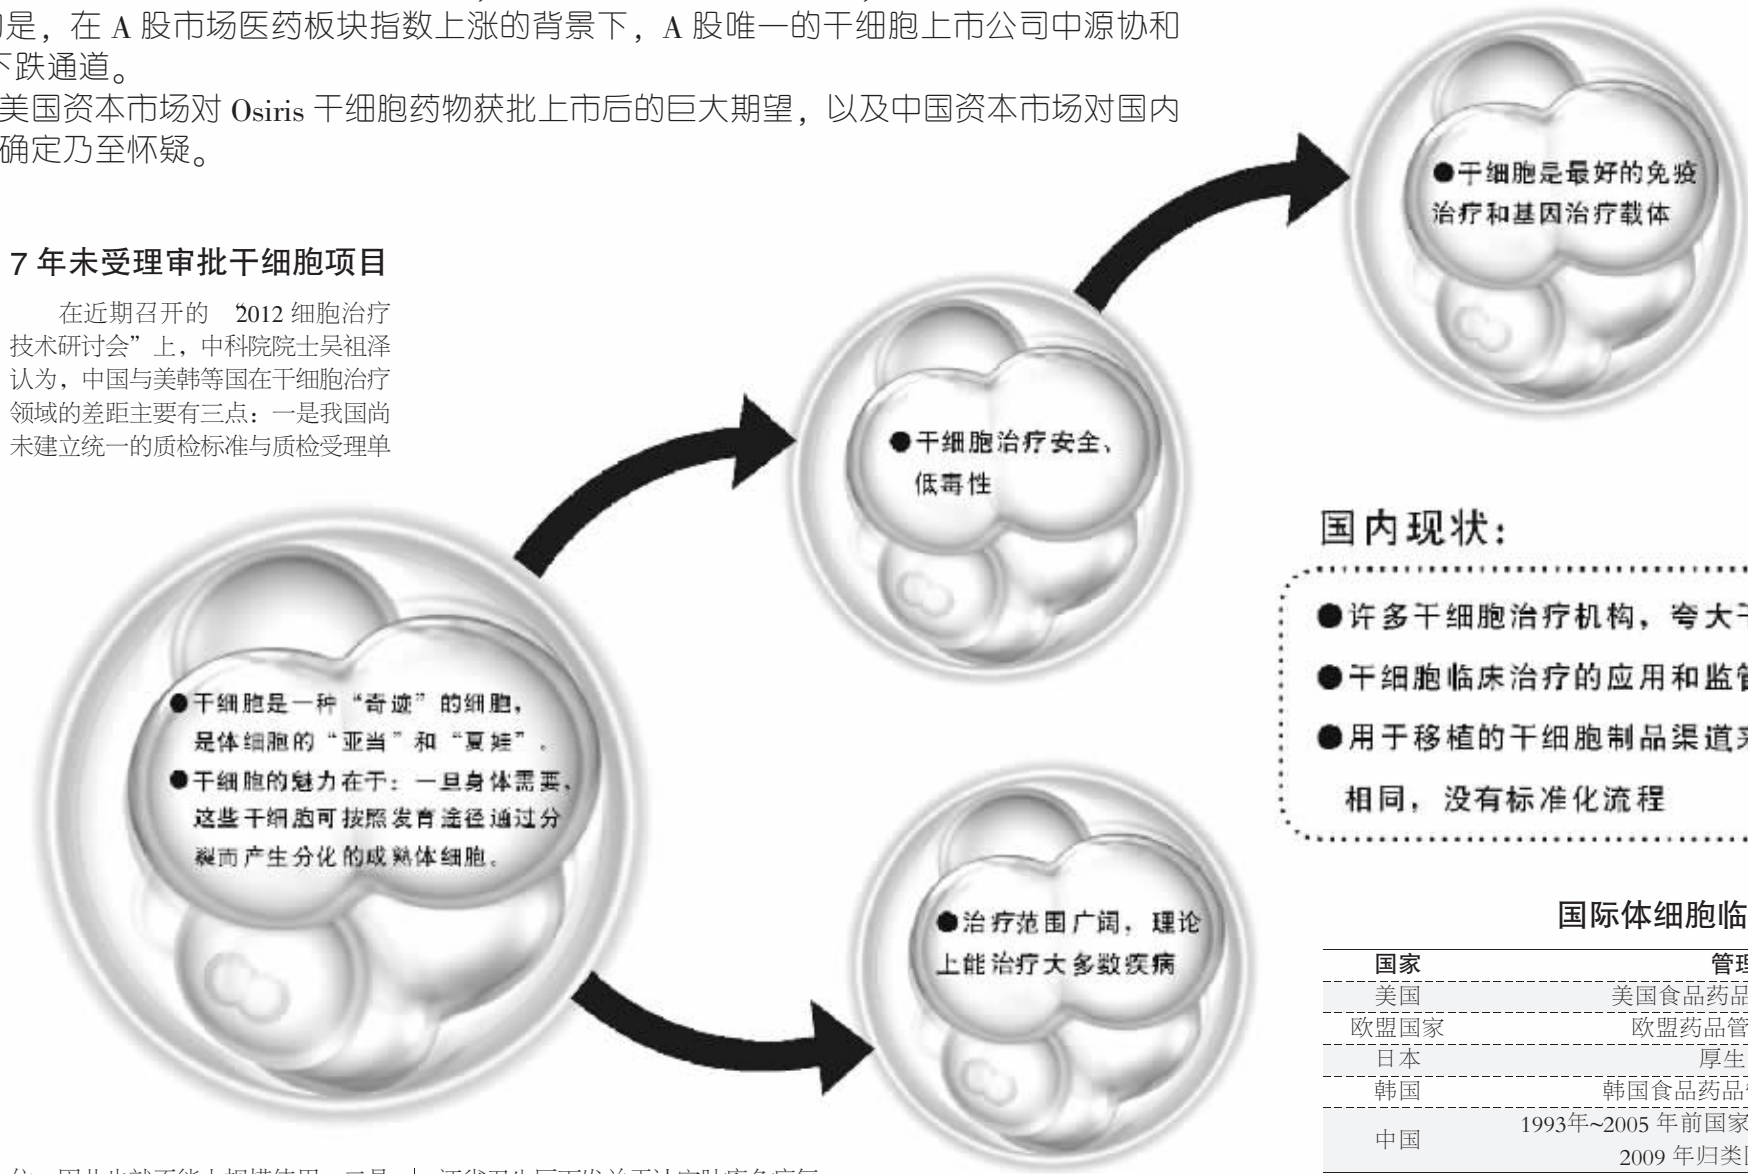 的是，在 A 股市场医药板块指数上涨的背景下，A 股唯一的干细胞上市公司中源协和
下跌通道。
美国资本市场对 Osiris 干细胞药物获批上市后的巨大期望，以及中国资本市场对国内
确定乃至怀疑。
7 年未受理审批干细胞项目
在近期召开的 “2012 细胞治疗
技术研讨会”上，中科院院士吴祖泽
认为，中国与美韩等国在干细胞治疗
领域的差距主要有三点：一是我国尚
未建立统一的质检标准与质检受理单
●干细胞是一种“奇迹”的细胞，
是体细胞的“亚当”和“夏娃”。
●干细胞的魅力在于：一旦身体需要，
这些干细胞可按照发育途径通过分
裂而产生分化的成熟体细胞。
●干细胞治疗安全、
低毒性
●干细胞是最好的免疫
治疗和基因治疗载体
●治疗范围广阔，理论
上能治疗大多数疾病
国内现状：
●许多干细胞治疗机构，夸大干
●干细胞临床治疗的应用和监管
●用于移植的干细胞制品渠道来
相同，没有标准化流程
国际体细胞临
国家 管理
美国 美国食品药品
欧盟国家 欧盟药品管
日本 厚生
韩国 韩国食品药品
中国 1993年~2005 年前国家
2009 年归类